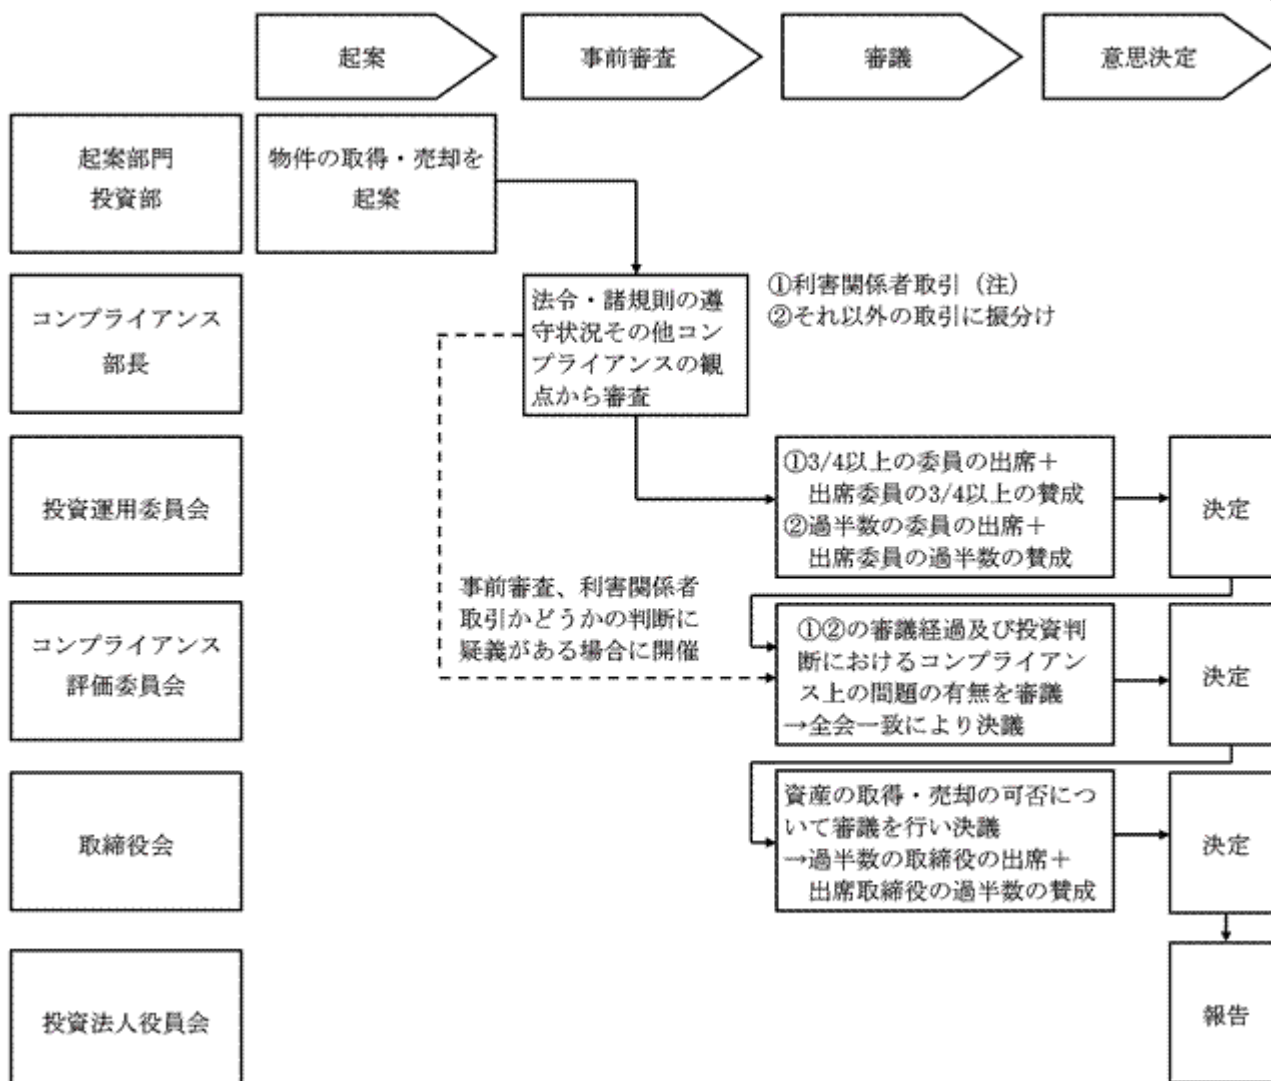 起案
事前審査
審議
意思決定
起案部門
投資部
物件の取得・売却を
起案
コンプライアンス
部長
法令・諸規則の遵
守状況その他コン
プライアンスの観
点から審査
①利害関係者取引（注）
②それ以外の取引に振分け
投資運用委員会
①3/4以上の委員の出席＋
出席委員の3/4以上の賛成
②過半数の委員の出席＋
出席委員の過半数の賛成
決定
事前審査、利害関係者
取引かどうかの判断に
疑義がある場合に開催
コンプライアンス
評価委員会
①②の審議経過及び投資判
断におけるコンプライアン
ス上の問題の有無を審議
→全会一致により決議
決定
取締役会
資産の取得・売却の可否につ
いて審議を行い決議
→過半数の取締役の出席＋
出席取締役の過半数の賛成
決定
投資法人役員会
報告